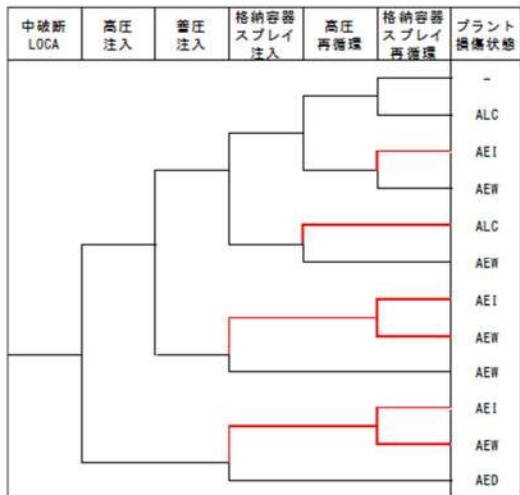 中破断
LOCA
高圧
注入
蓄圧
注入
格納容器
スプレイ
注入
高圧
再循環
格納容器
スプレイ
再循環
プラント
損傷状態
-
ALC
AEI
AEW
ALC
AEW
AEI
AEW
AEW
AEI
AEW
AED